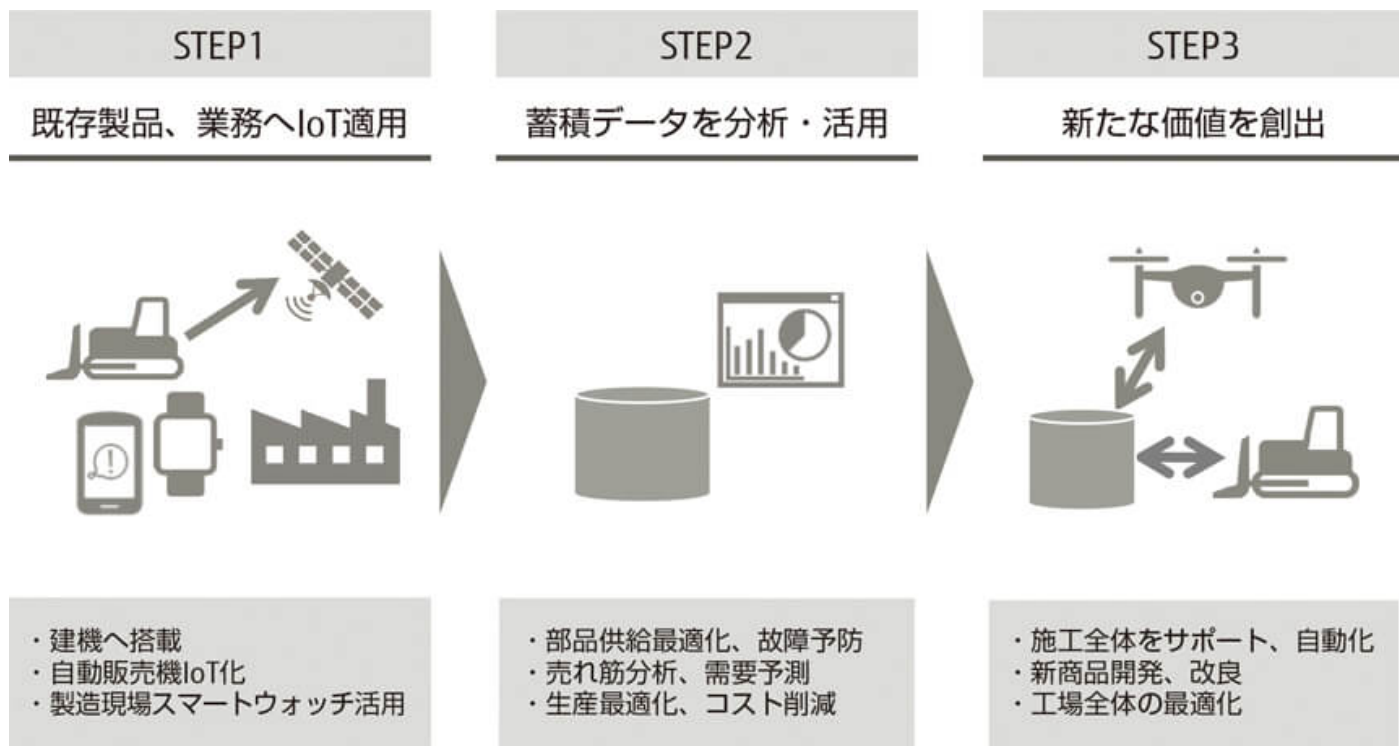 STEP1
既存製品、業務へIoT適用
・建機へ搭載
・自動販売機IoT化
・製造現場スマートウォッチ活用
STEP2
蓄積データを分析・活用
・部品供給最適化、故障予防
・売れ筋分析、需要予測
・生産最適化、コスト削減
STEP3
新たな価値を創出
・施工全体をサポート、自動化
・新商品開発、改良
・工場全体の最適化